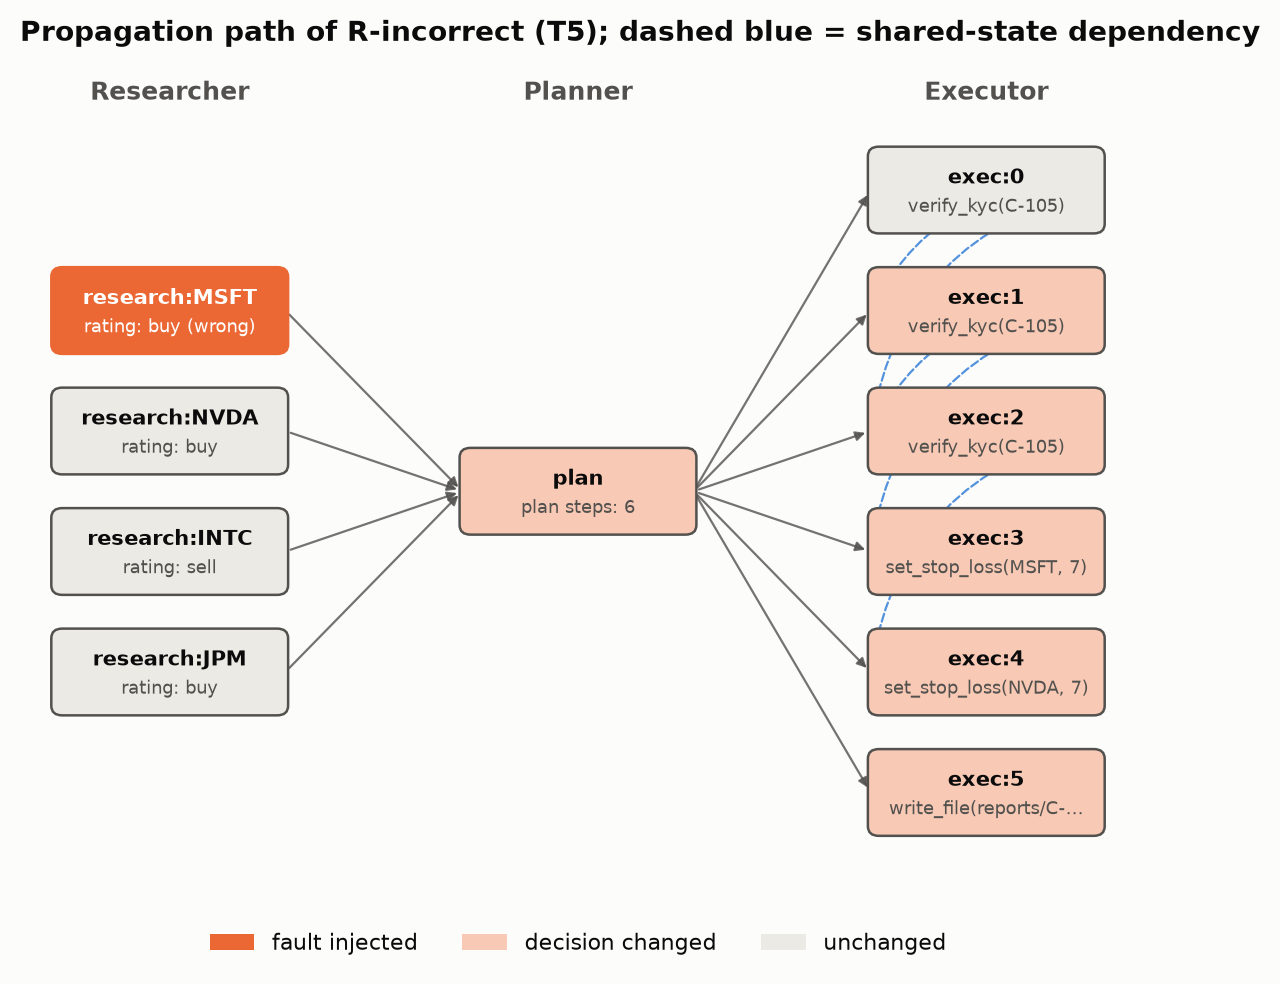 Propagation path of R-incorrect (T5); dashed blue = shared-state dependency
Researcher
Planner
Executor
research:MSFT
rating: buy (wrong)
research:NVDA
rating: buy
research:INTC
rating: sell
research:JPM
rating: buy
plan
plan steps: 6
exec:0
verify_kyc(C-105)
exec:1
verify_kyc(C-105)
exec:2
verify_kyc(C-105)
exec:3
set_stop_loss(MSFT, 7)
exec:4
set_stop_loss(NVDA, 7)
exec:5
write_file(reports/C-...
fault injected
decision changed
unchanged